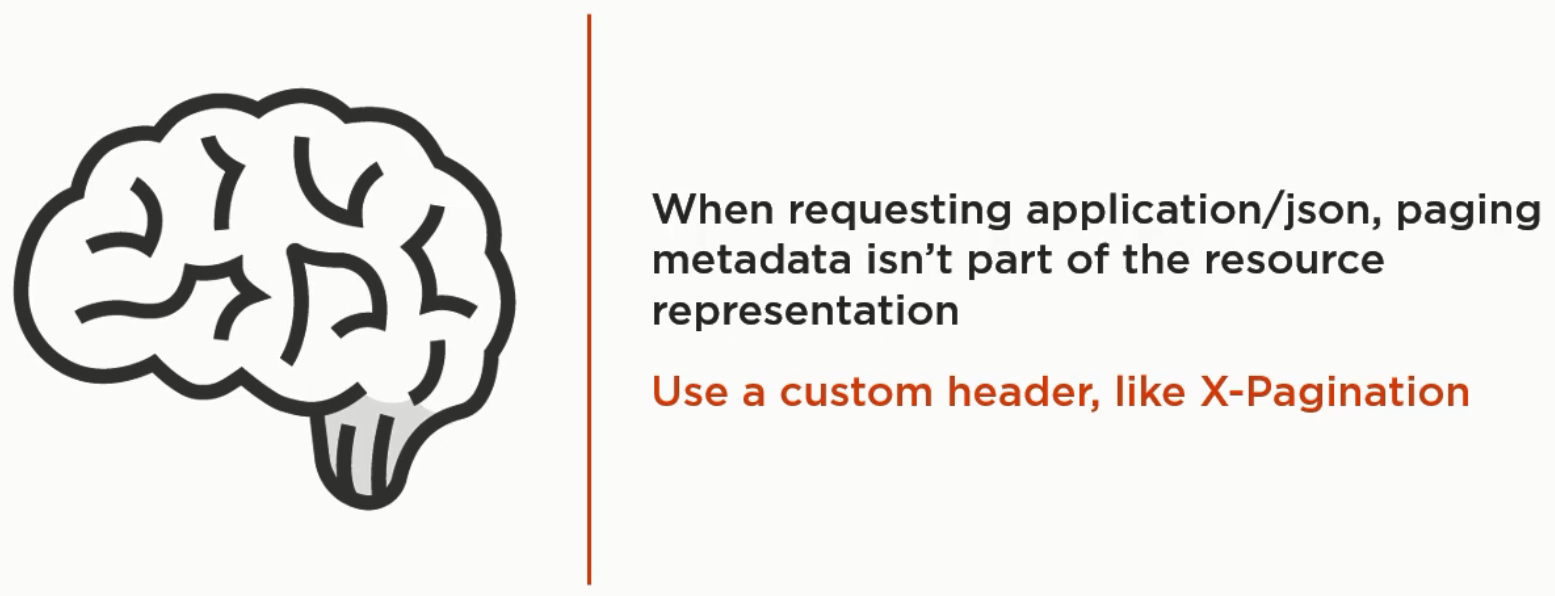 When requesting application/json, paging
metadata isn’t part of the resource
representation
Use a custom header, like X-Pagination